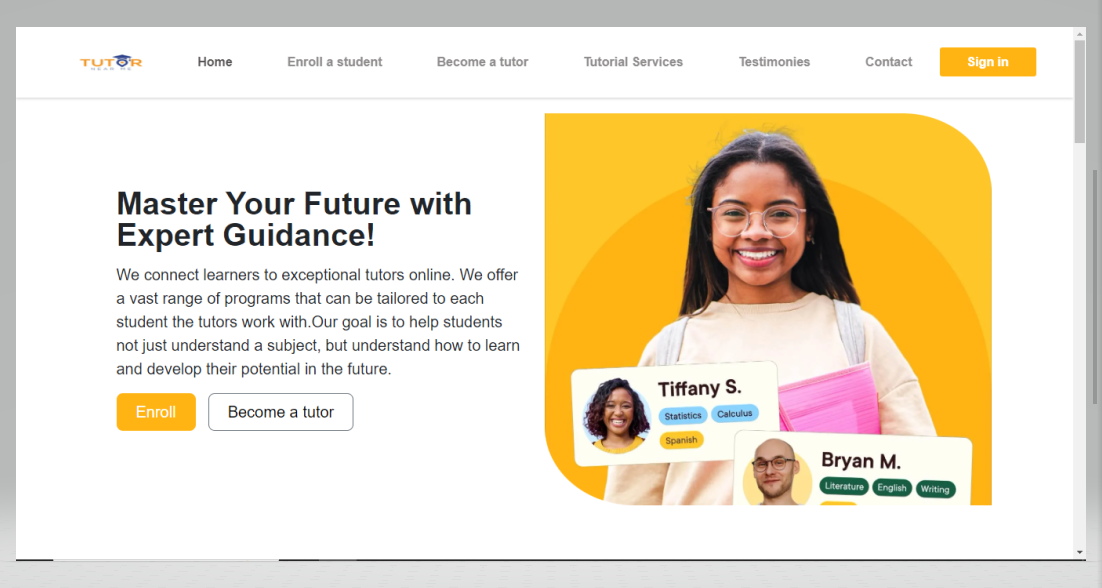 TUTOR
NEAR ME
Home
Enroll a student
Become a tutor
Tutorial Services
Testimonies
Contact
Sign in
Master Your Future with
Expert Guidance!
We connect learners to exceptional tutors online. We offer
a vast range of programs that can be tailored to each
student the tutors work with.Our goal is to help students
not just understand a subject, but understand how to learn
and develop their potential in the future.
Enroll
Become a tutor
Tiffany S.
Statistics
Calculus
Spanish
Bryan M.
Literature
English
Writing